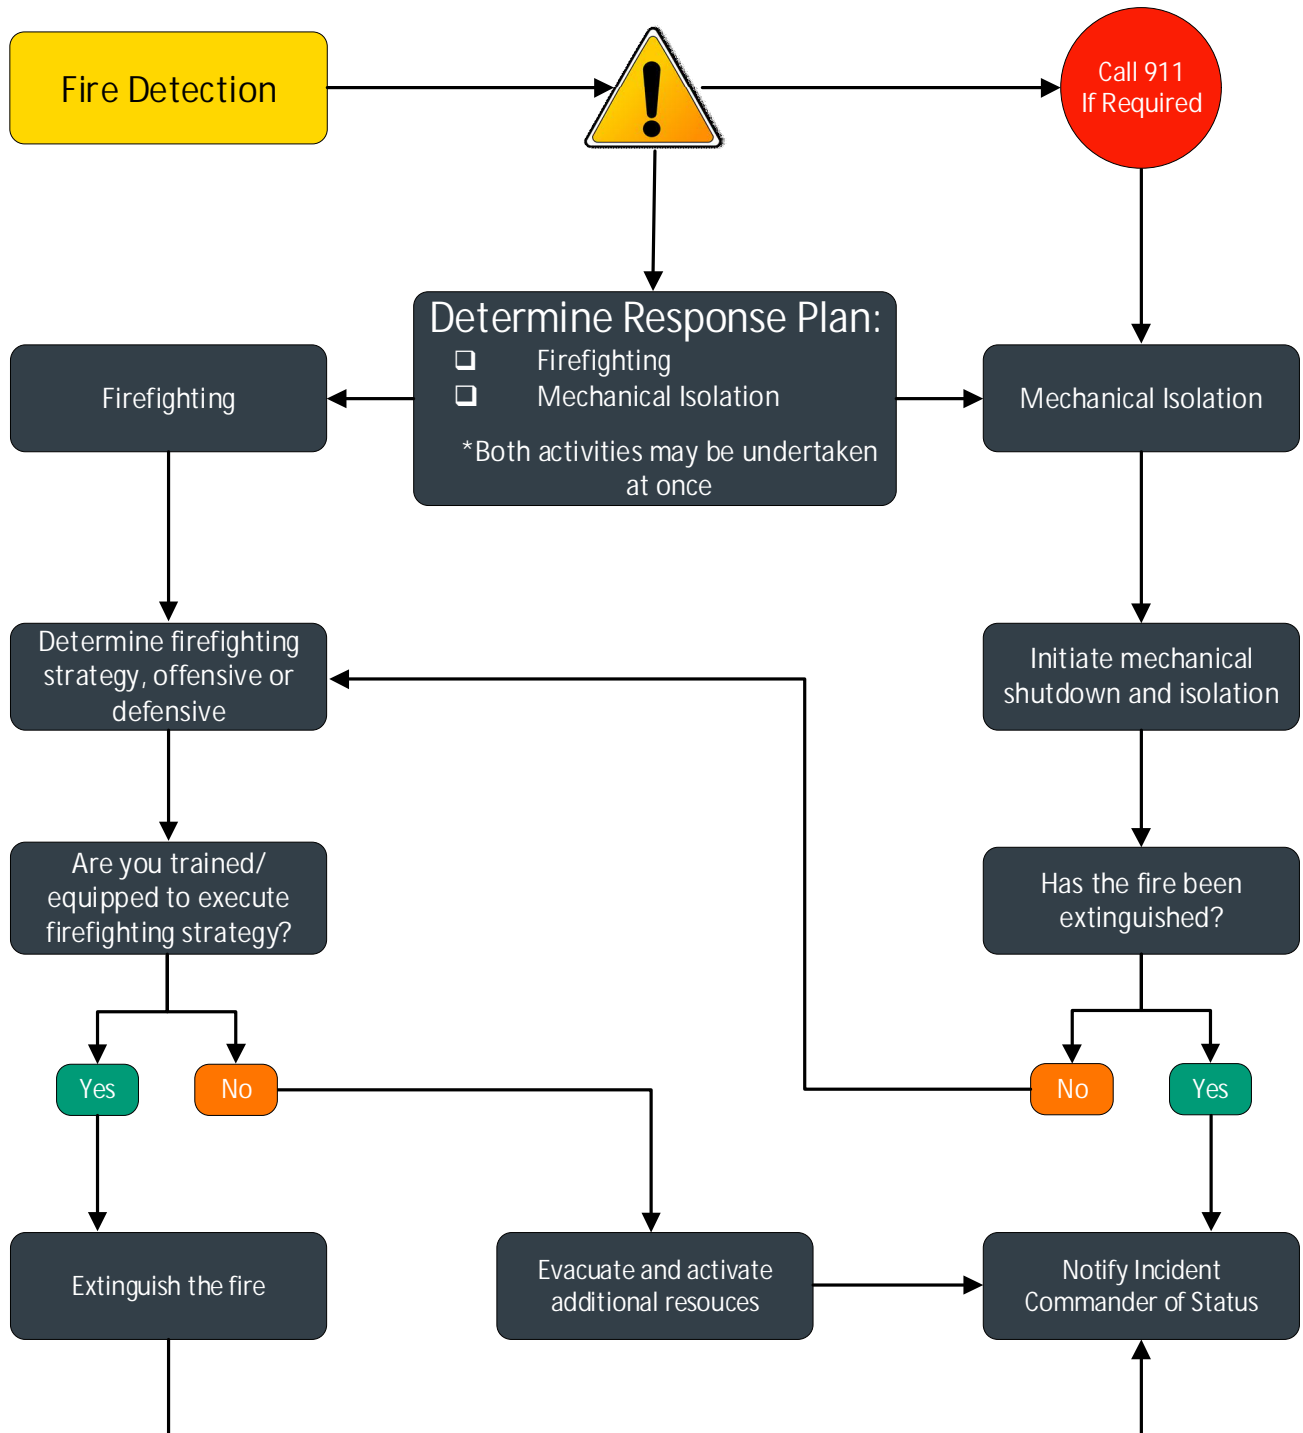 Fire Detection
Call 911
If Required
Determine Response Plan:
Firefighting
Mechanical Isolation
*Both activities may be undertaken
at once
Firefighting
Mechanical Isolation
Determine firefighting
strategy, offensive or
defensive
Initiate mechanical
shutdown and isolation
Are you trained/
equipped to execute
firefighting strategy?
Has the fire been
extinguished?
Yes
No
No
Yes
Extinguish the fire
Evacuate and activate
additional resouces
Notify Incident
Commander of Status